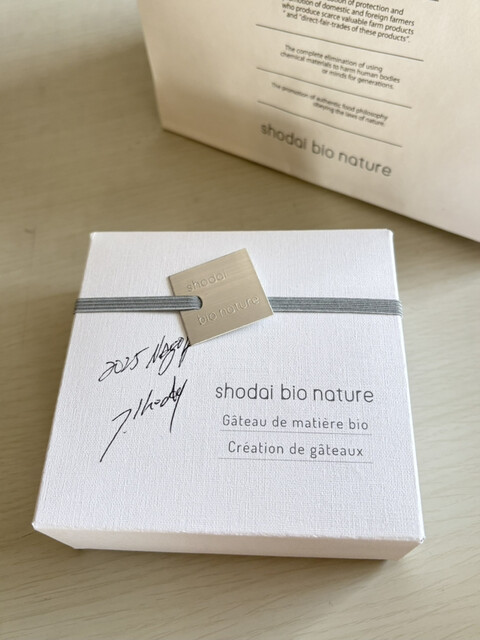 otion of protection and
omotion of domestic and foreign farmers
who produce scarce valuable farm products
and "direct-fair-trades of these products".
The complete elimination of using
chemical materials to harm human bodies
or minds for generations.
The promotion of authentic food philosophy
obeying the laws of nature.
shodai bio nature
shodai
bio nature
2025
shodai bio nature
Gâteau de matière bio
Création de gâteaux